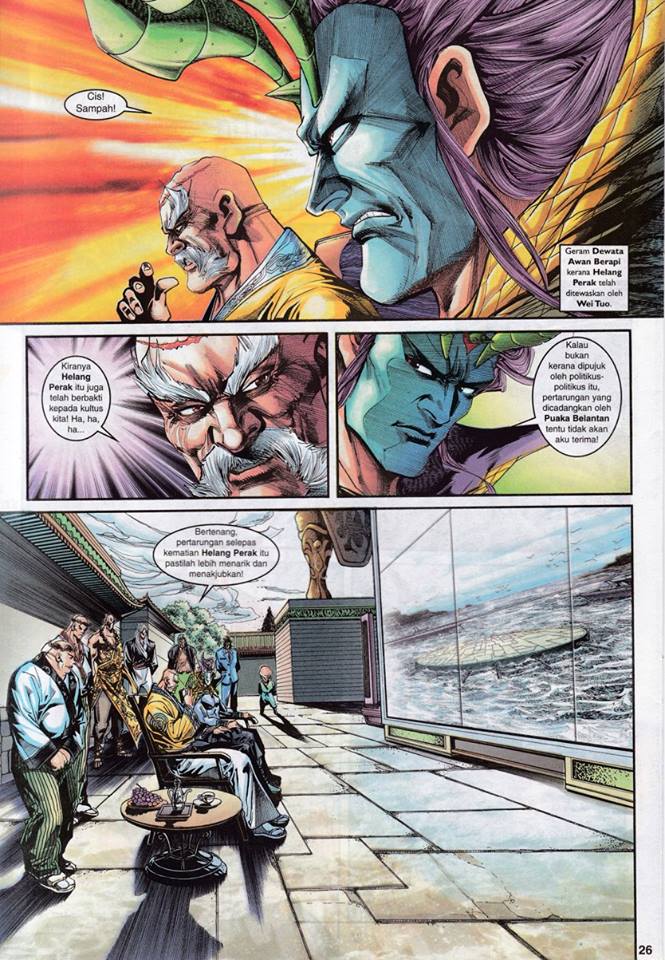 Cis!
Sampah!
Geram Dewata
Awan Berapi
kerana Helang
Perak telah
ditewaskan oleh
Wei Tuo.
Kiranya
Helang
Perak itu juga
telah berbakti
kepada kultus
kita! Ha, ha,
ha...
Kalau
bukan
kerana dipujuk
oleh politikus-
politikus itu,
pertarungan yang
dicadangkan oleh
Puaka Belantan
tentu tidak akan
aku terima!
Bertenang,
pertarungan selepas
kematian Helang Perak itu
pastilah lebih menarik dan
menakjubkan!
26